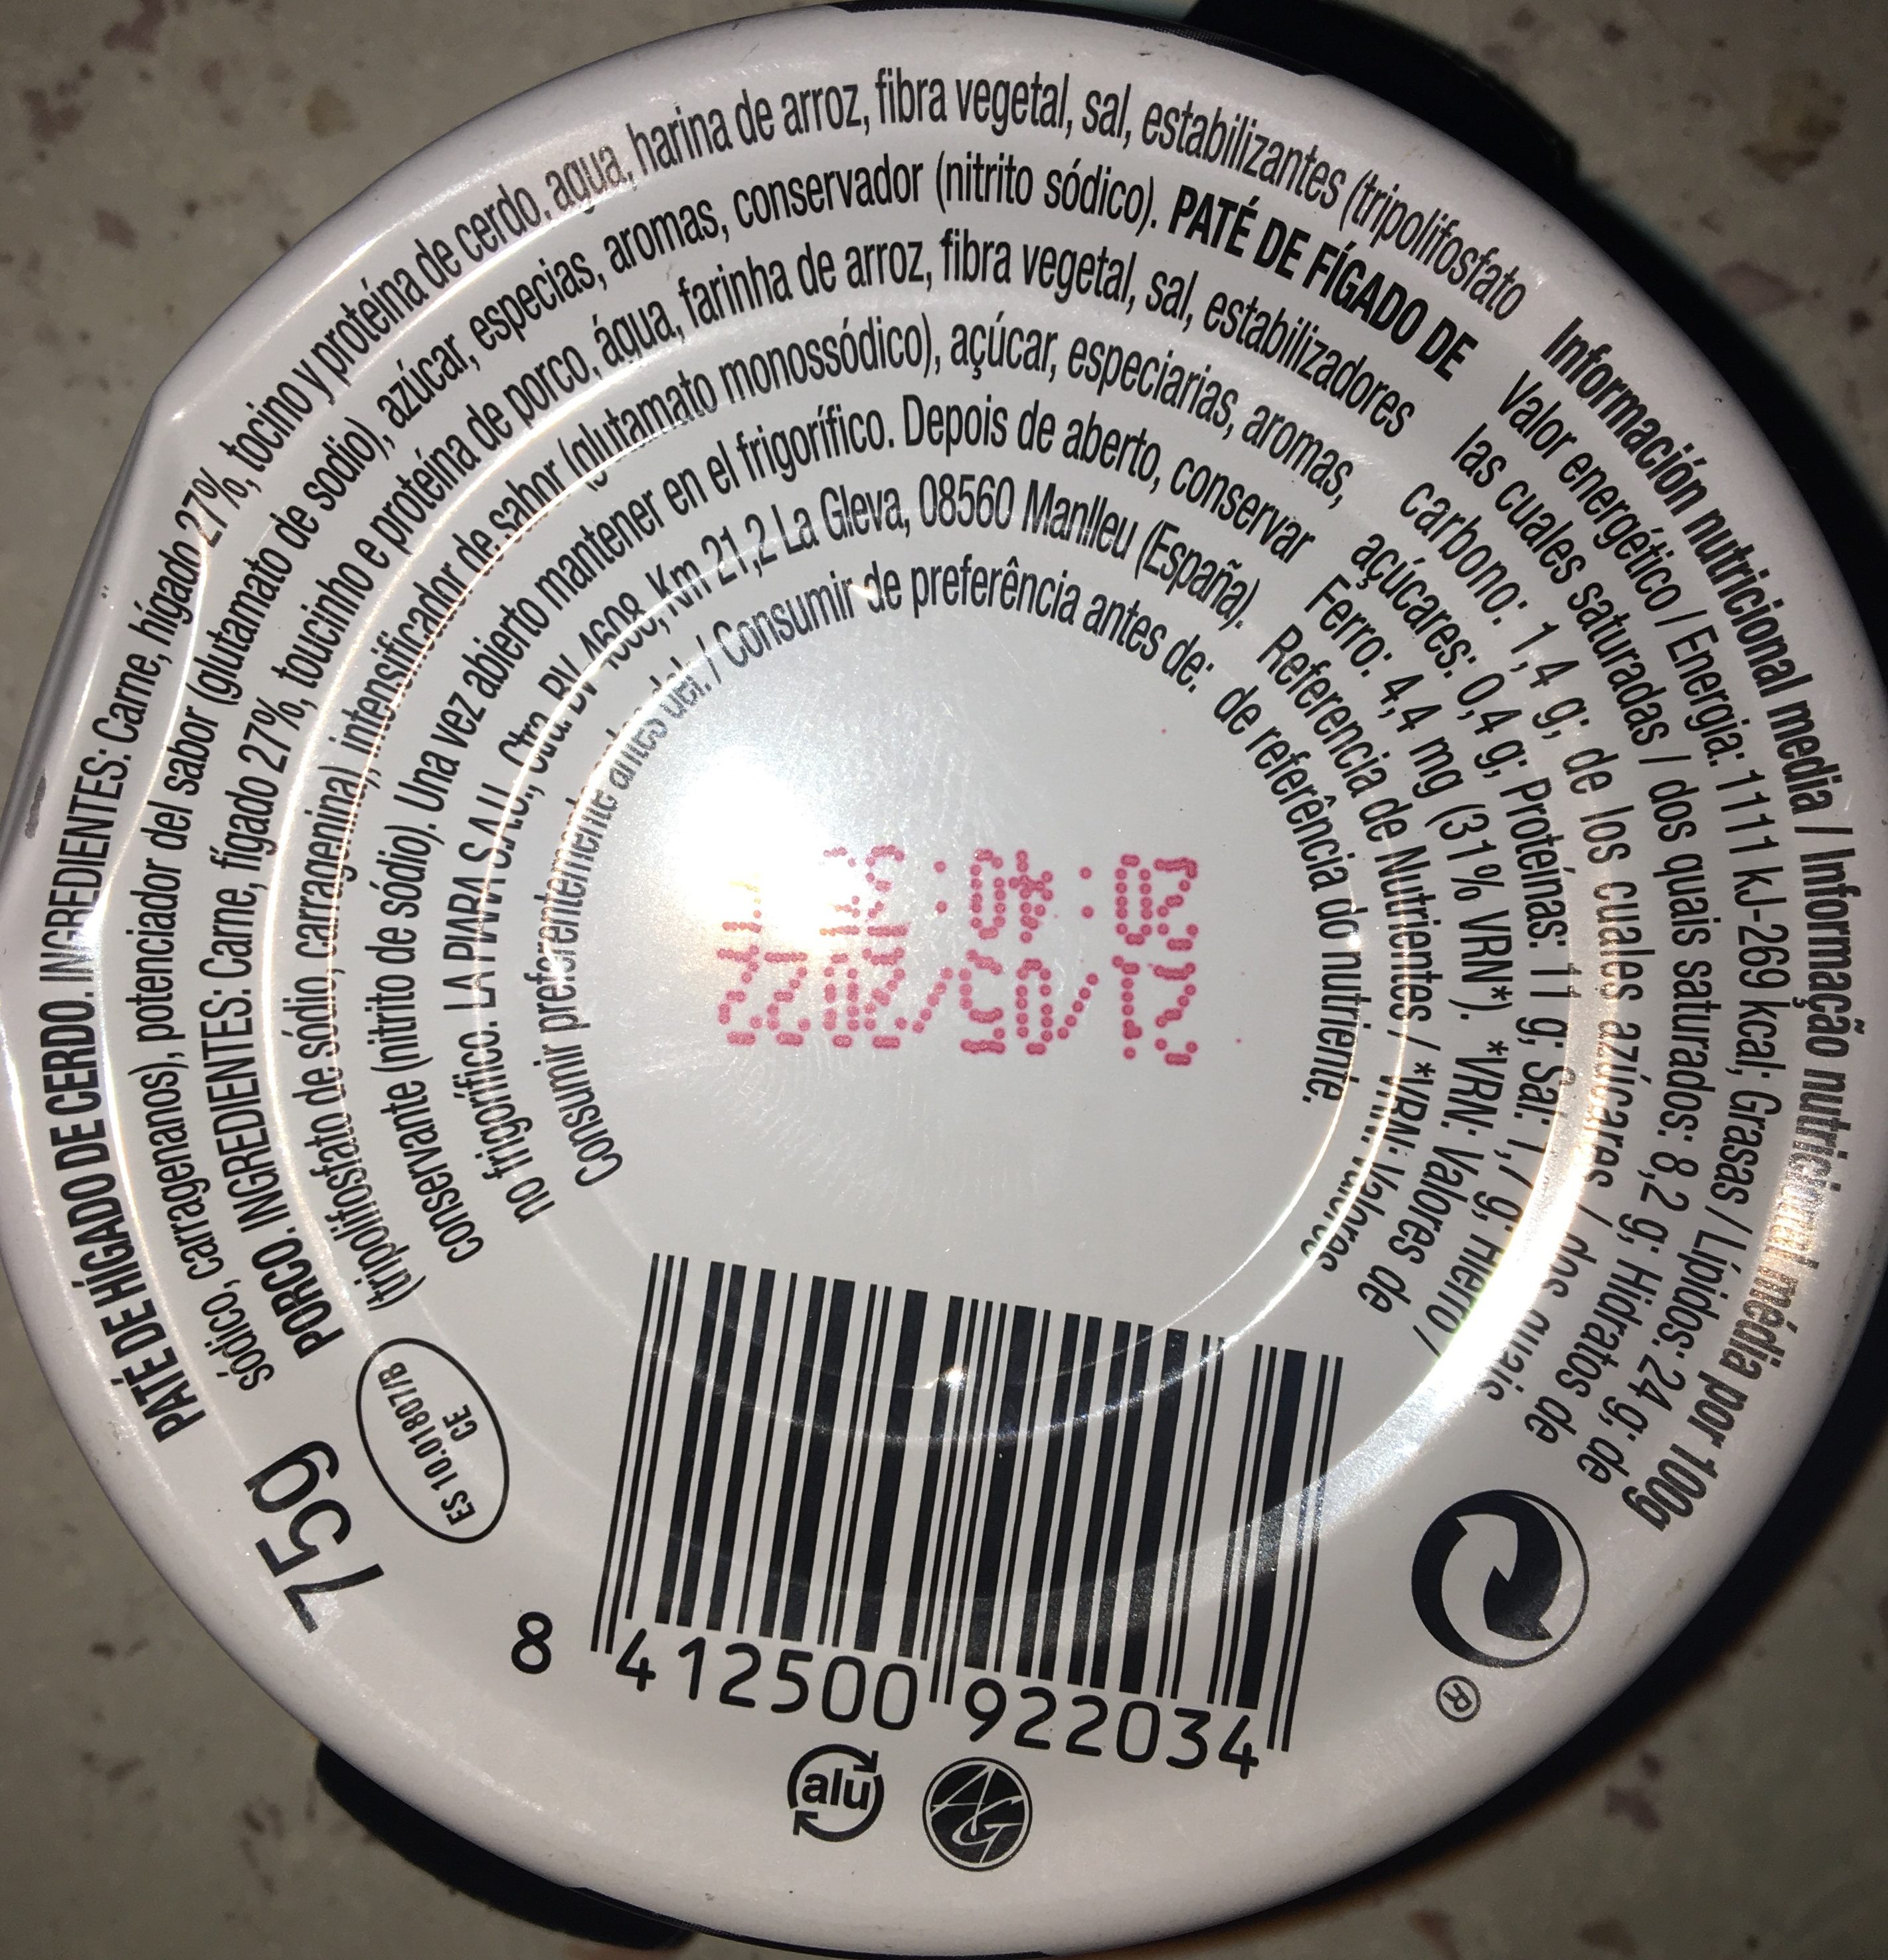 PATÉ DE HÍGADO DE CERDO. INGREDIENTES: Carne, hígado 27%, tocino y proteína de cerdo, agua, harina de arroz, fibra vegetal, sal, estabilizantes (tripolifosfato
sódico, carragenanos), potenciador del sabor (glutamato de sodio), azúcar, especias, aromas, conservador (nitrito sódico). PATÉ DE FÍGADO DE
PORCO. INGREDIENTES: Carne, fígado 27%, toucinho e proteína de porco, água, farinha de arroz, fibra vegetal, sal, estabilizadores
(tripolifosfato de sódio, carragenina), intensificador de sabor (glutamato monossódico), açúcar, especiarias, aromas,
conservante (nitrito de sódio). Una vez abierto mantener en el frigorífico. Depois de aberto, conservar
no frigorífico. LA PIARA S.A.U., Ctra. BV 4608, Km 21,2 La Gleva, 08560 Manlleu (España).
Consumir preferentemente antes del: / Consumir de preferência antes de:
Información nutricional media / Informação nutricional média por 100g
Valor energético / Energia: 1111 kJ-269 kcal; Grasas / Lípidos: 24 g; de
las cuales saturadas / dos quais saturados: 8,2 g; Hidratos de
carbono: 1,4 g; de los cuales azúcares / dos quais
açúcares: 0,4 g; Proteínas: 11 g; Sal: 1,7 g; Hierro /
Ferro: 4,4 mg (31% VRN*). *VRN: Valores de
Referencia de Nutrientes / *VRN: Valores
de referência do nutriente.
21/05/2022
75g
ES 10.01807/B
CE
8 412500 922034
®
alu
AG